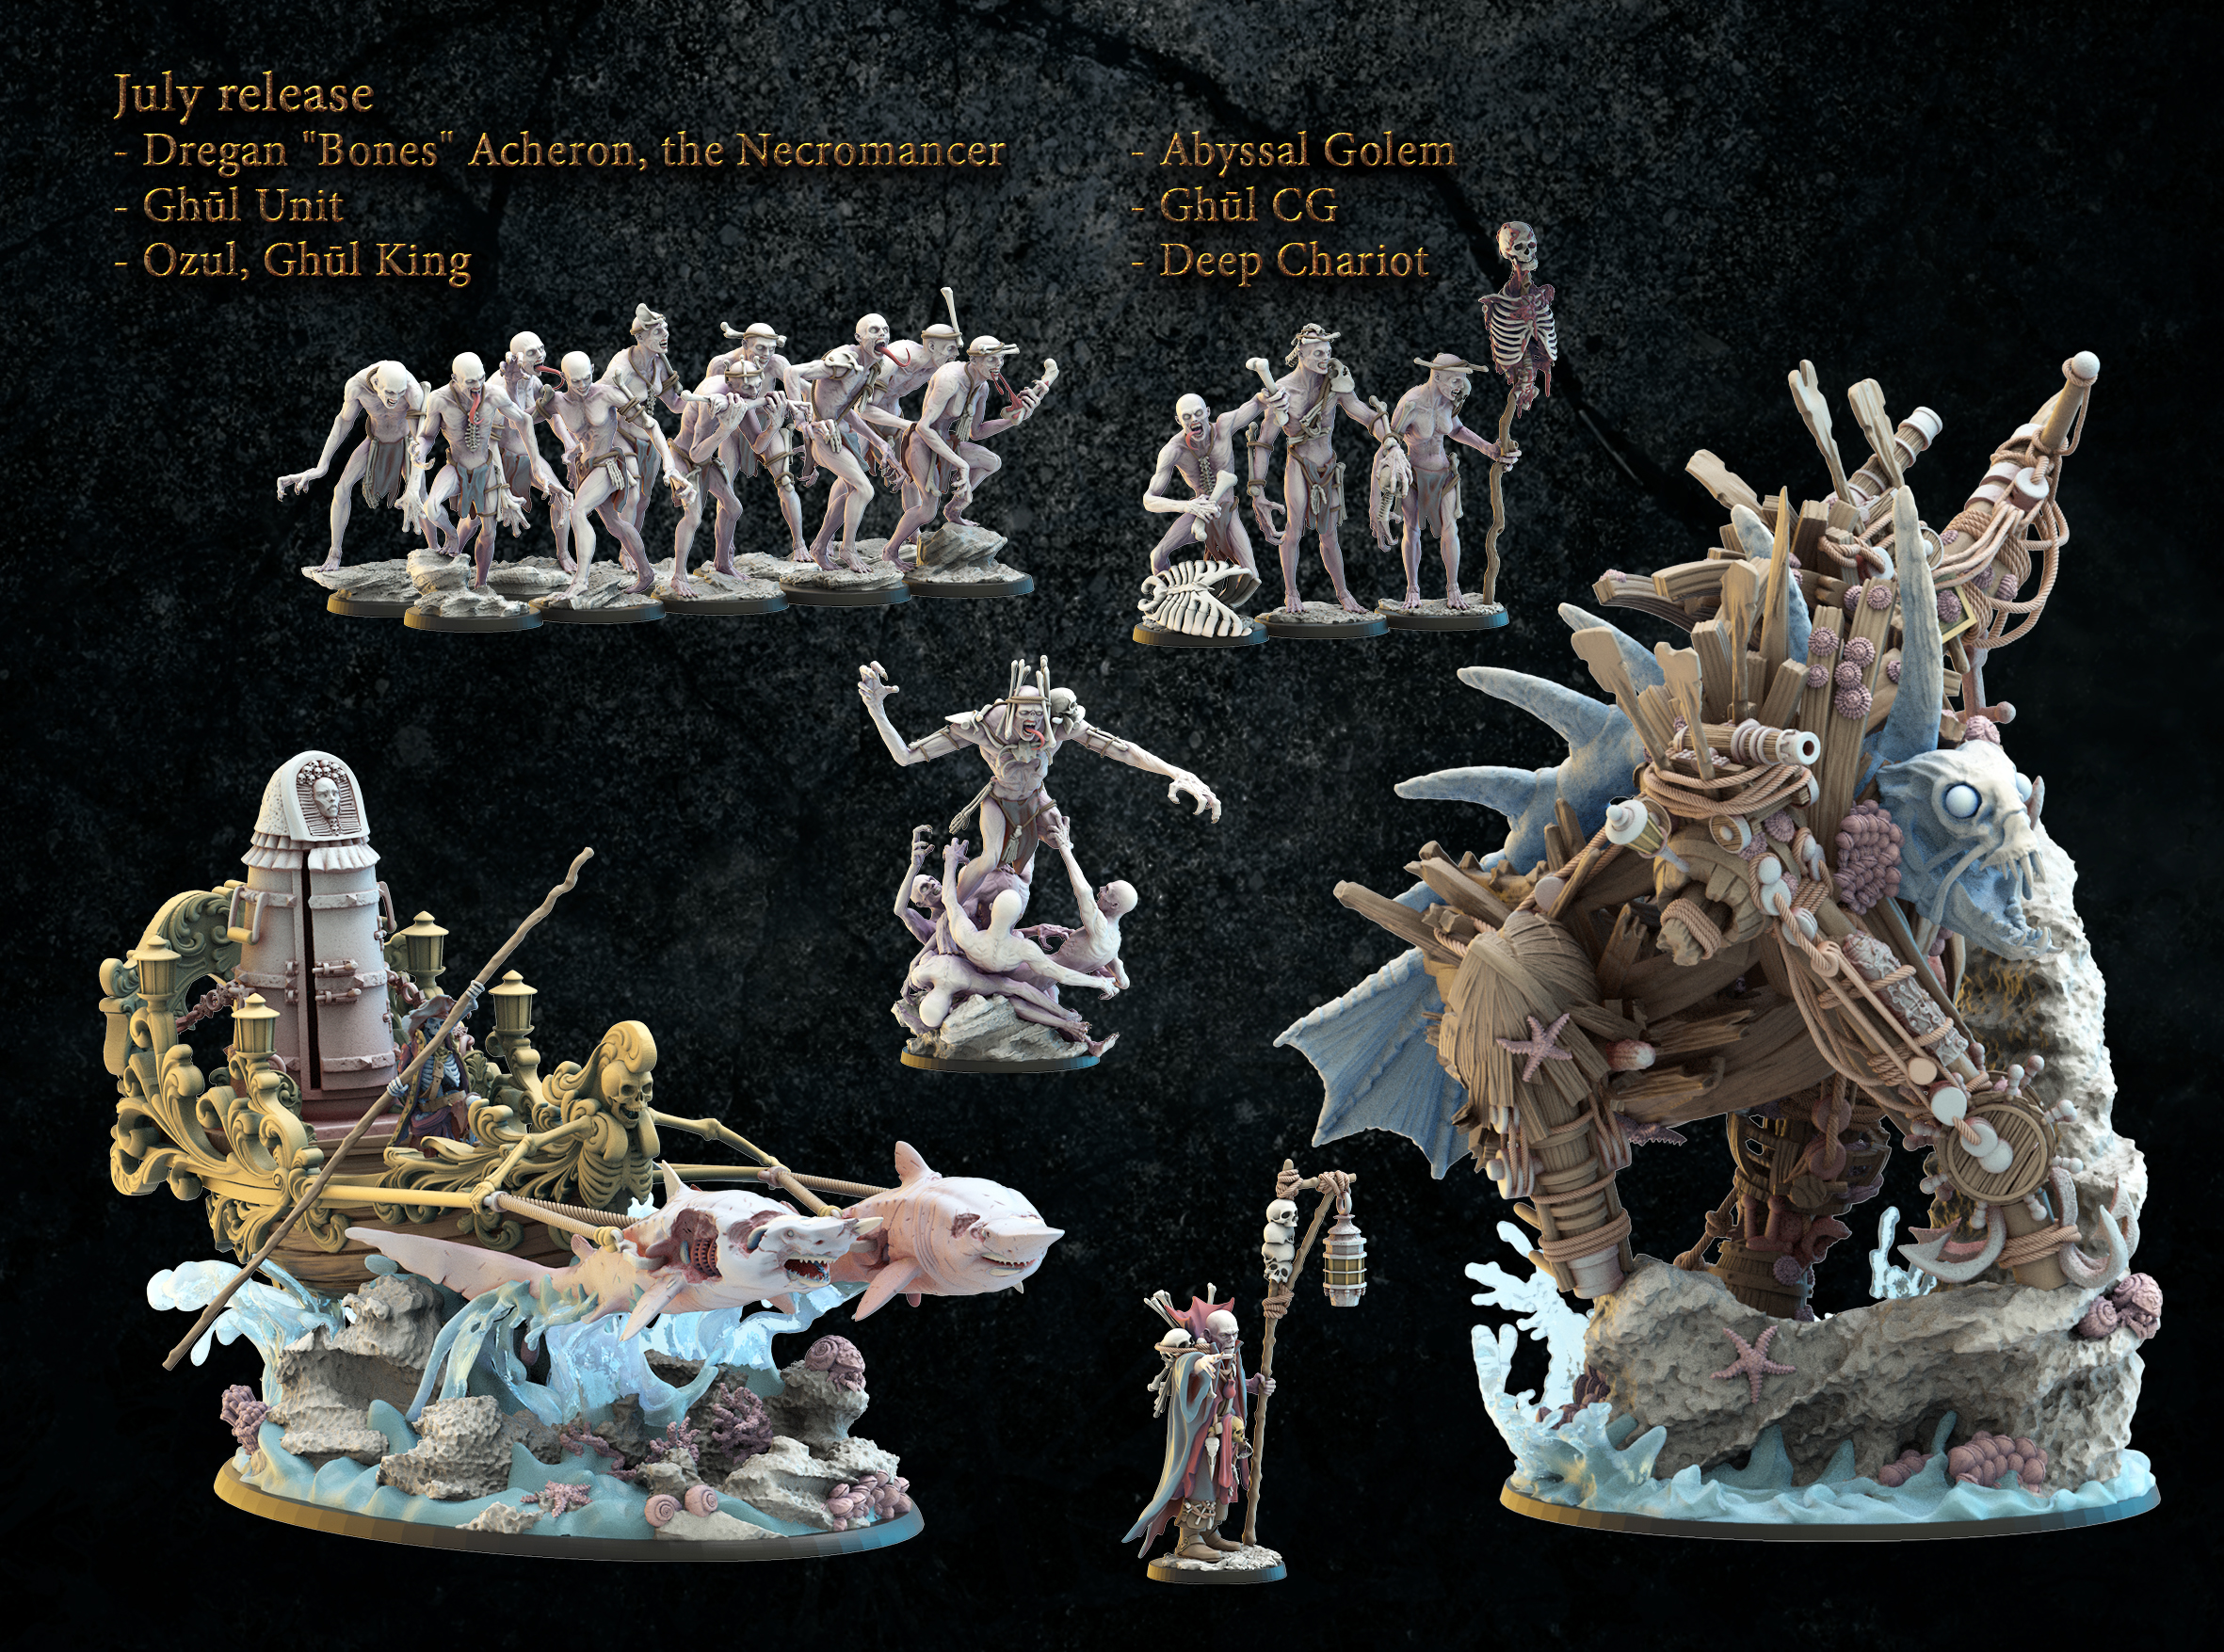 July release
- Dregan "Bones" Acheron, the Necromancer
- Ghūl Unit
- Ozul, Ghūl King
- Abyssal Golem
- Ghūl CG
- Deep Chariot